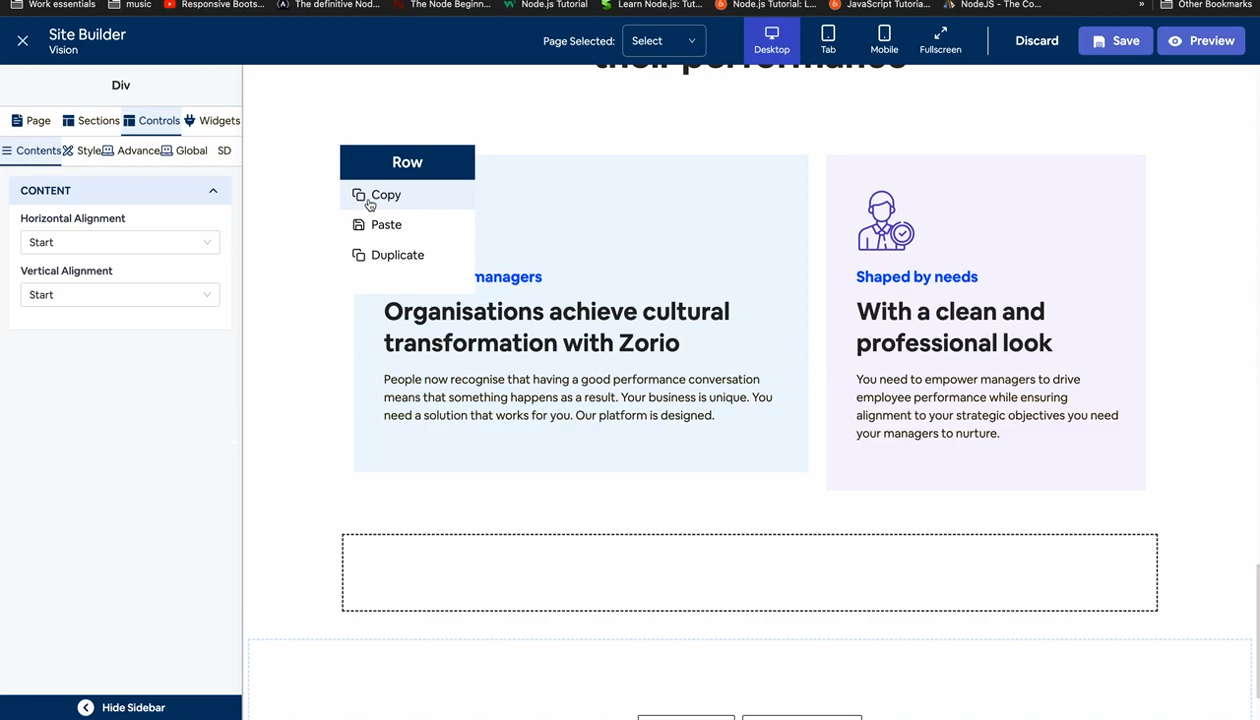 Work essentials
music
Responsive Boots...
The definitive Nod...
The Node Beginn...
Node.js Tutorial
Learn Node.js: Tut...
Node.js Tutorial: L...
JavaScript Tutoria...
NodeJS - The Co...
»
Other Bookmarks
Site Builder
Vision
Page Selected:
Select
Desktop
Tab
Mobile
Fullscreen
Discard
Save
Preview
Div
Page
Sections
Controls
Widgets
Contents
Style
Advance
Global
SD
CONTENT
Horizontal Alignment
Start
Vertical Alignment
Start
Hide Sidebar
their performance
Row
Copy
Paste
Duplicate
managers
Organisations achieve cultural
transformation with Zorio
People now recognise that having a good performance conversation
means that something happens as a result. Your business is unique. You
need a solution that works for you. Our platform is designed.
Shaped by needs
With a clean and
professional look
You need to empower managers to drive
employee performance while ensuring
alignment to your strategic objectives you need
your managers to nurture.